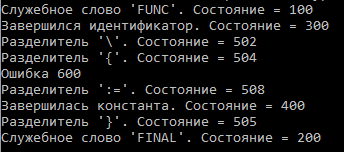 Служебное слово 'FUNC'. Состояние = 100
Завершился идентификатор. Состояние = 300
Разделитель '\'. Состояние = 502
Разделитель '{'. Состояние = 504
Ошибка 600
Разделитель ':='. Состояние = 508
Завершилась константа. Состояние = 400
Разделитель '}'. Состояние = 505
Служебное слово 'FINAL'. Состояние = 200